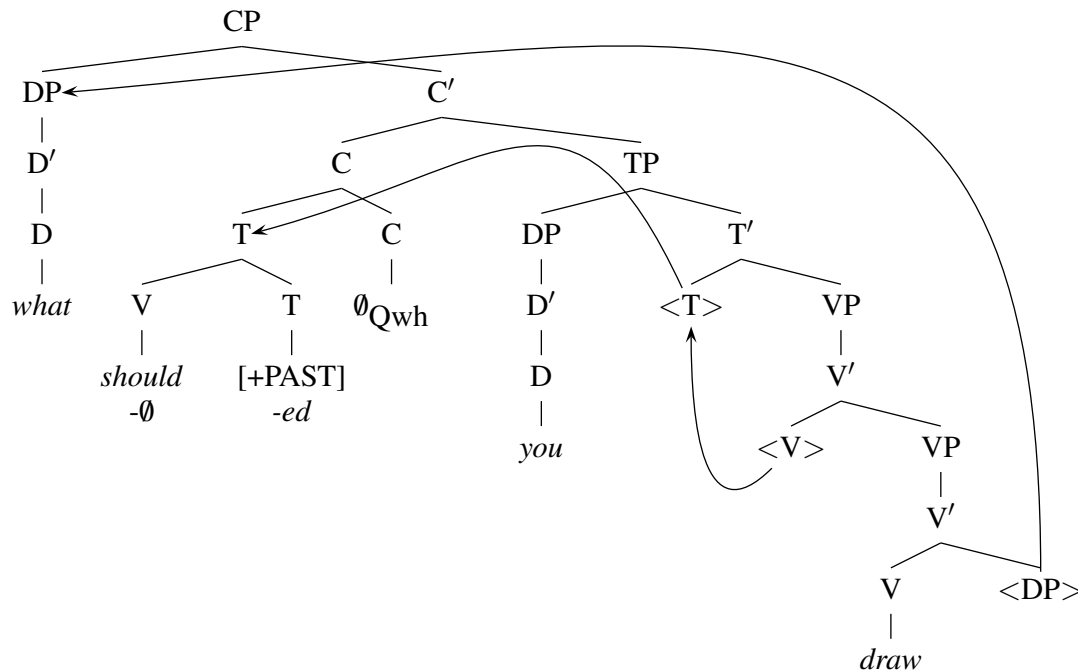 CP
DP C′
D′ C TP
D T C DP T′
what V T ∅Qwh D′ <T> VP
should [+PAST] D V′
-∅ -ed
you <V> VP
V′
V <DP>
draw